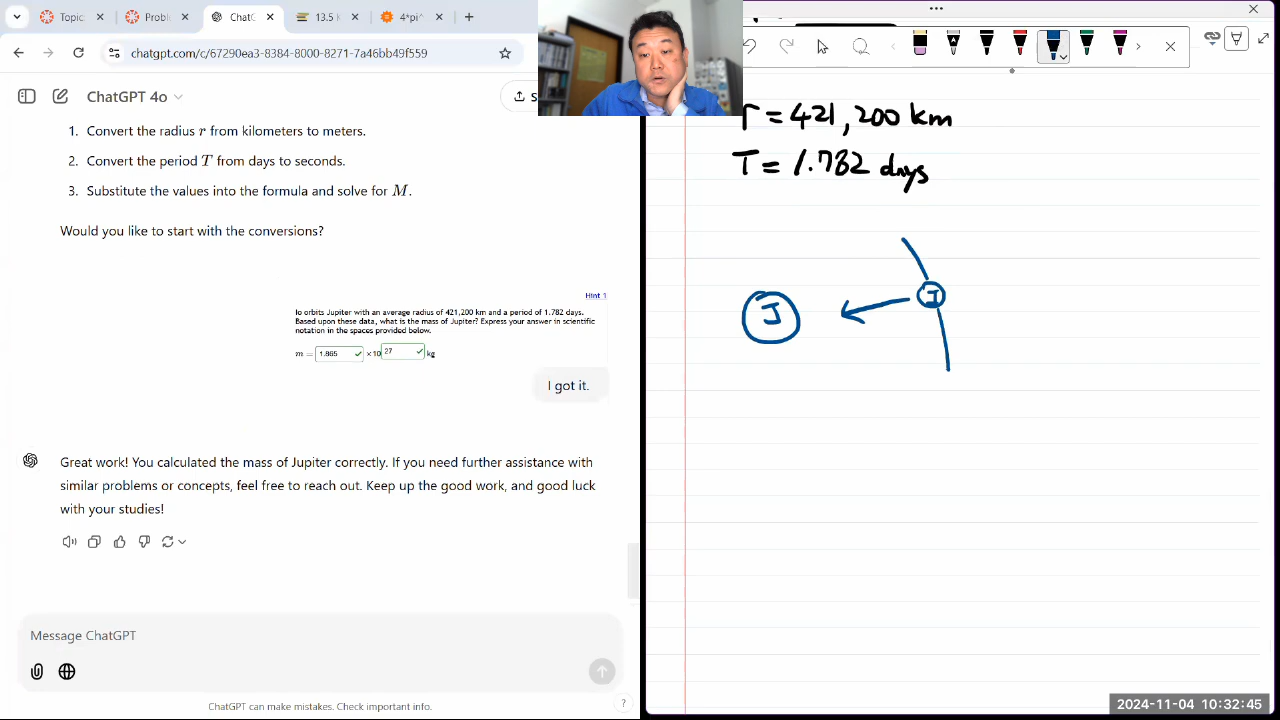 Topic
Probl
ChatG
13.5 k
4*pi^
chatgpt.com/c/
ChatGPT 4o
1. Convert the radius r from kilometers to meters.
2. Convert the period T from days to seconds.
3. Substitute the values into the formula and solve for M.
Would you like to start with the conversions?
Hint 1
Io orbits Jupiter with an average radius of 421,200 km and a period of 1.782 days.
Based upon these data, what is the mass of Jupiter? Express your answer in scientific
notation in the spaces provided below.
m = 1.865 ×10 27 kg
I got it.
Great work! You calculated the mass of Jupiter correctly. If you need further assistance with
similar problems or concepts, feel free to reach out. Keep up the good work, and good luck
with your studies!
Message ChatGPT
ChatGPT can make mistakes. Check important info.
?
r = 421,200 km
T = 1.782 days
J
I
2024-11-04 10:32:45